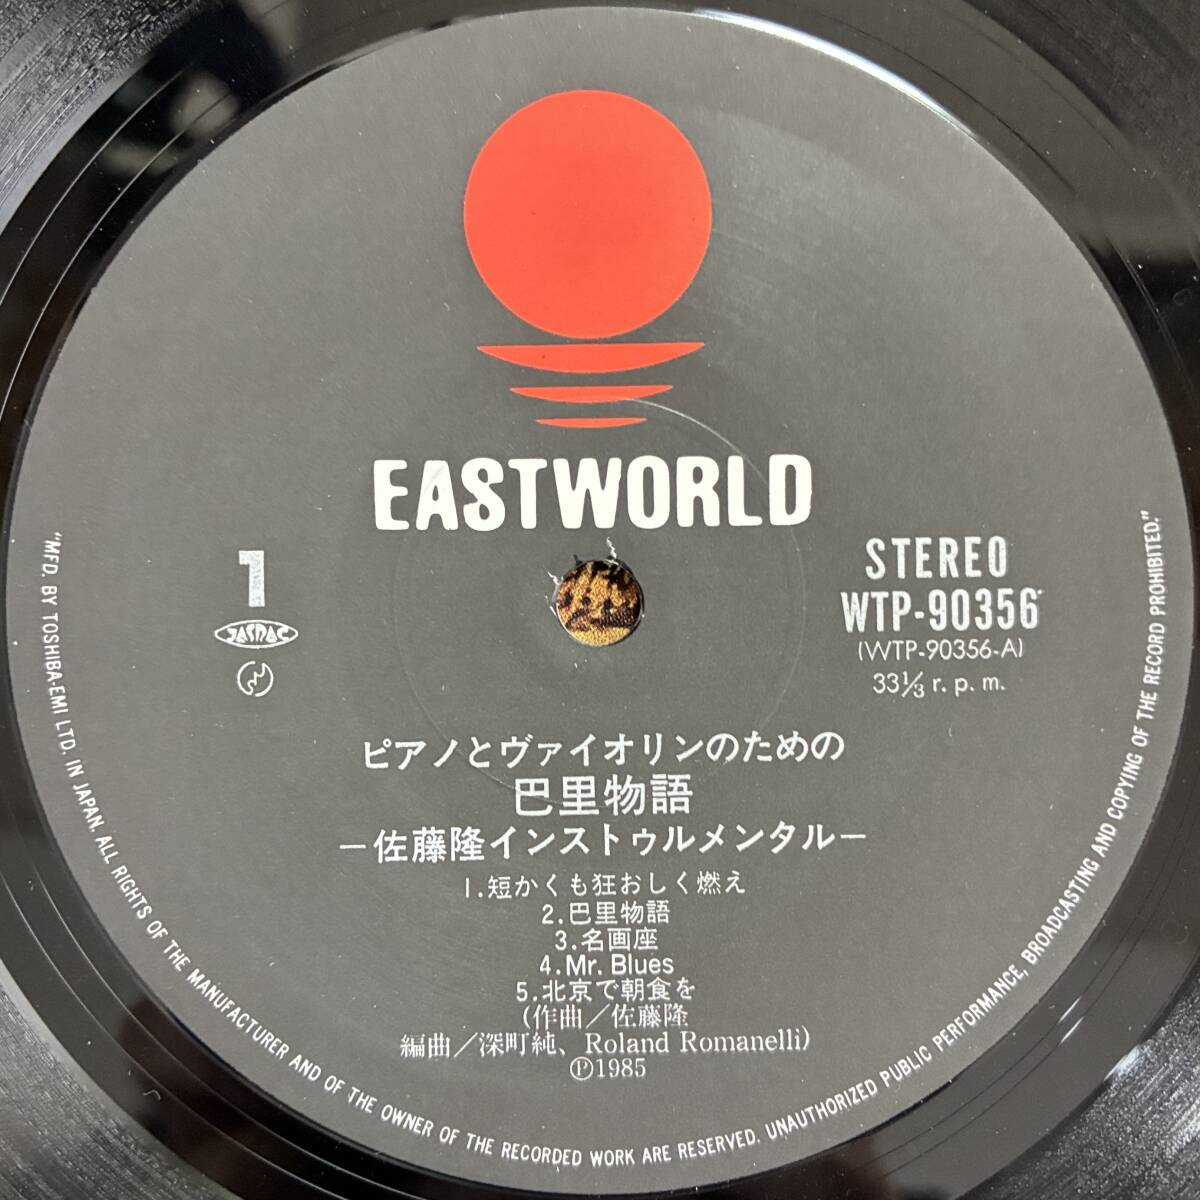 EASTWORLD
1
JASRAC
STEREO
WTP-90356
(WTP-90356-A)
33⅓ r.p.m.
ピアノとヴァイオリンのための
巴里物語
－佐藤隆インストゥルメンタル－
1.短かくも狂おしく燃え
2.巴里物語
3.名画座
4.Mr. Blues
5.北京で朝食を
(作曲／佐藤隆
編曲／深町純、Roland Romanelli)
Ⓟ1985
"MFD. BY TOSHIBA-EMI LTD. IN JAPAN. ALL RIGHTS OF THE MANUFACTURER AND OF THE OWNER OF THE RECORDED WORK ARE RESERVED. UNAUTHORIZED PUBLIC PERFORMANCE, BROADCASTING AND COPYING OF THE RECORD PROHIBITED."